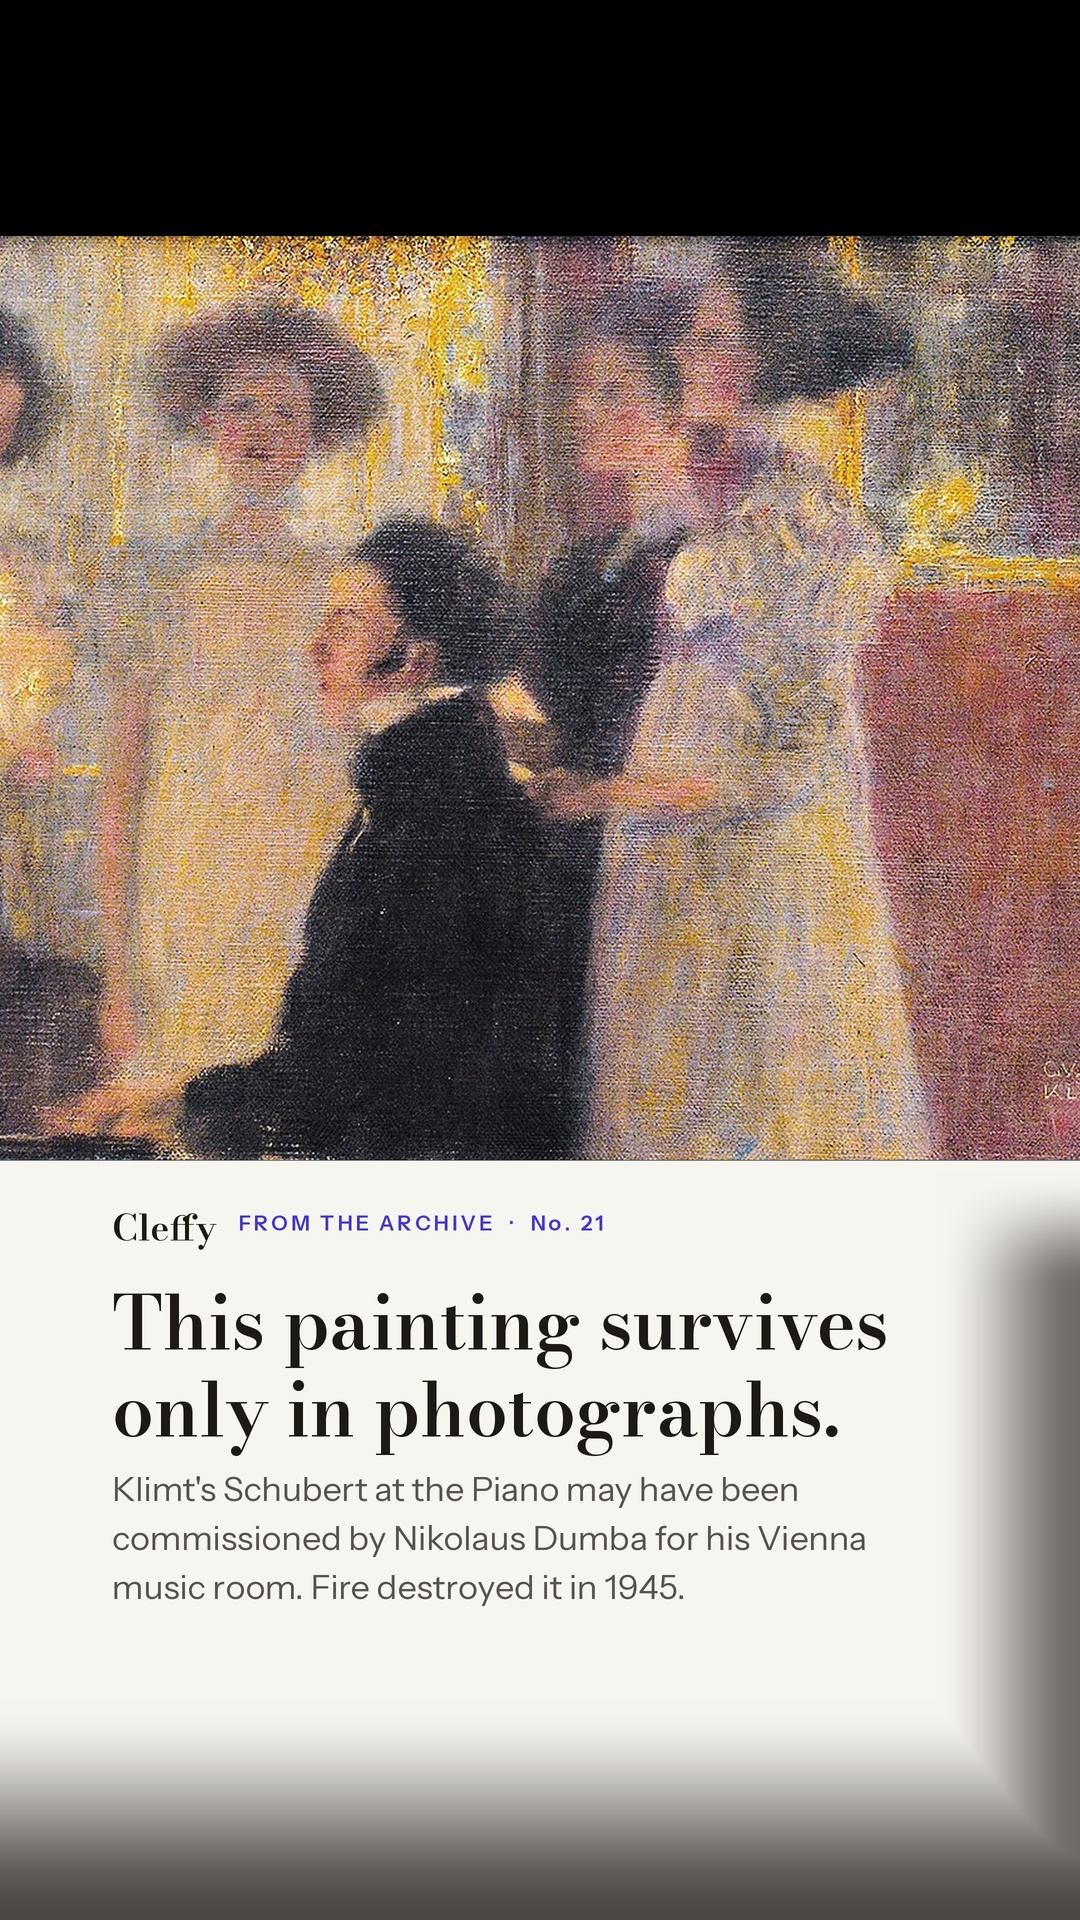 Cleffy FROM THE ARCHIVE · No. 21
This painting survives
only in photographs.
Klimt's Schubert at the Piano may have been
commissioned by Nikolaus Dumba for his Vienna
music room. Fire destroyed it in 1945.